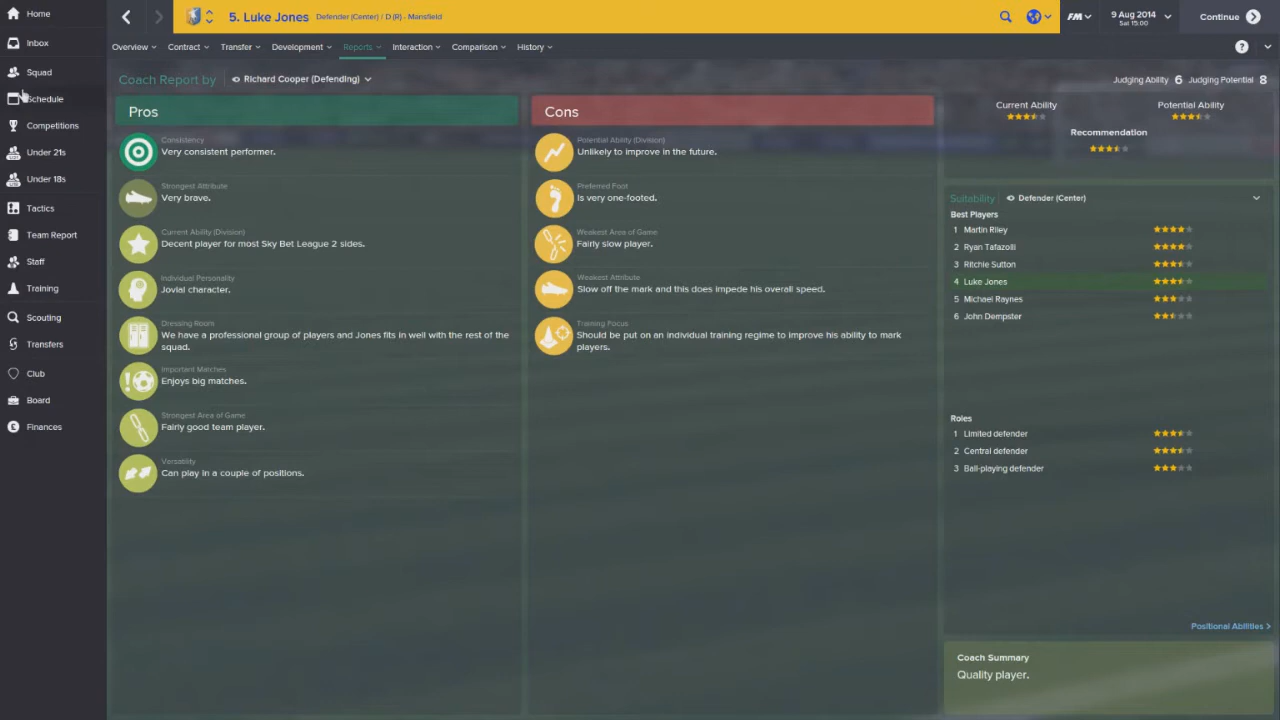 Home
Inbox
Squad
Schedule
Competitions
Under 21s
Under 18s
Tactics
Team Report
Staff
Training
Scouting
Transfers
Club
Board
Finances
5. Luke Jones Defender (Center) / D (R) - Mansfield
FM
9 Aug 2014
Sat 15:00
Continue
Overview Contract Transfer Development Reports Interaction Comparison History
?
Coach Report by Richard Cooper (Defending)
Judging Ability 6 Judging Potential 8
Pros
Consistency
Very consistent performer.
Strongest Attribute
Very brave.
Current Ability (Division)
Decent player for most Sky Bet League 2 sides.
Individual Personality
Jovial character.
Dressing Room
We have a professional group of players and Jones fits in well with the rest of the
squad.
Important Matches
Enjoys big matches.
Strongest Area of Game
Fairly good team player.
Versatility
Can play in a couple of positions.
Cons
Potential Ability (Division)
Unlikely to improve in the future.
Preferred Foot
Is very one-footed.
Weakest Area of Game
Fairly slow player.
Weakest Attribute
Slow off the mark and this does impede his overall speed.
Training Focus
Should be put on an individual training regime to improve his ability to mark
players.
Current Ability
Potential Ability
Recommendation
Suitability Defender (Center)
Best Players
1 Martin Riley
2 Ryan Tafazolli
3 Ritchie Sutton
4 Luke Jones
5 Michael Raynes
6 John Dempster
Roles
1 Limited defender
2 Central defender
3 Ball-playing defender
Positional Abilities >
Coach Summary
Quality player.